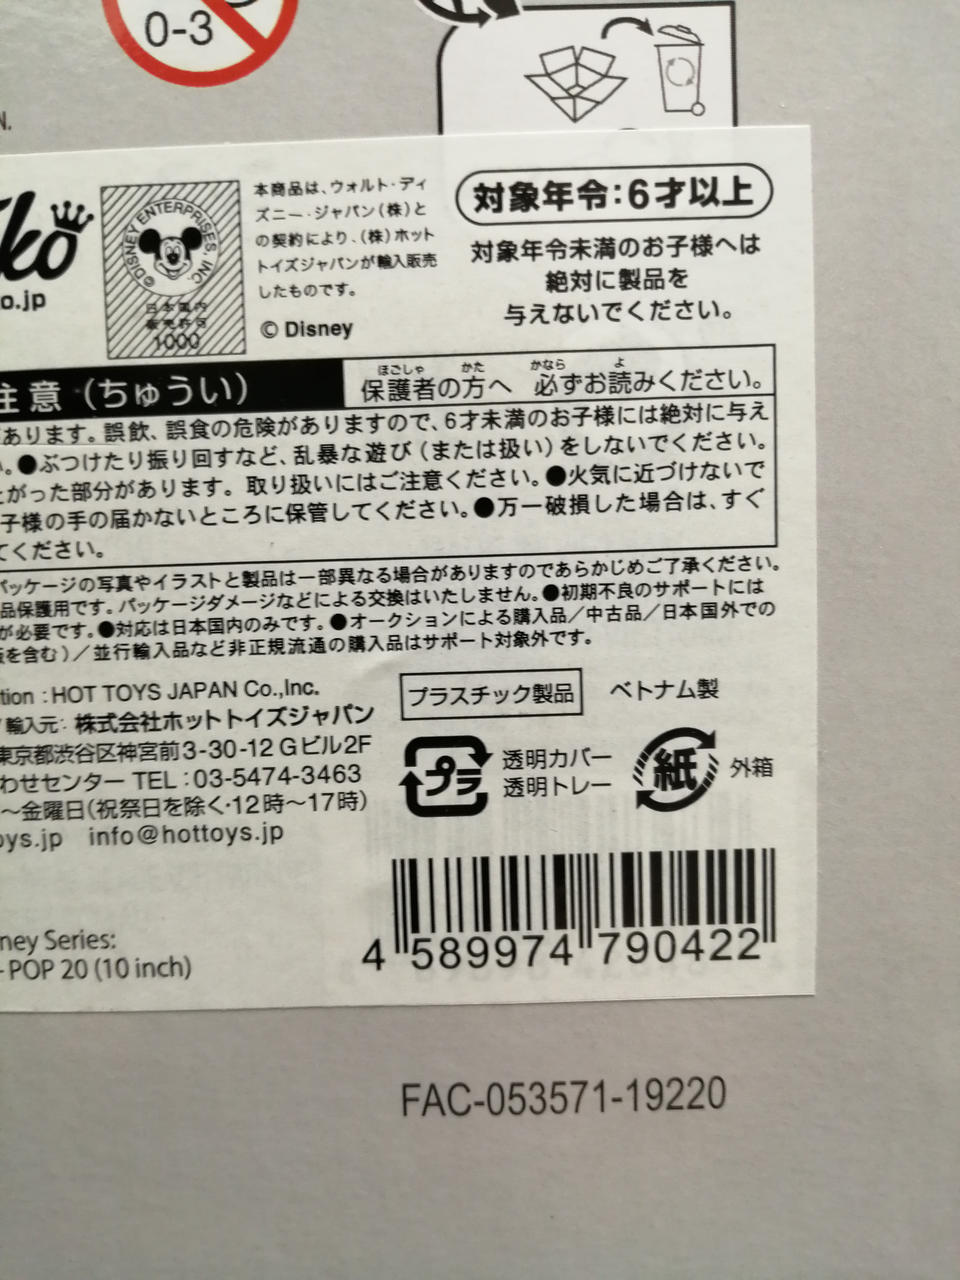 0-3
N.
ko
o.jp
©DISNEY ENTERPRISES, INC.
日本国内
販売許可
1000
本商品は、ウォルト・ディ
ズニー・ジャパン(株)と
の契約により、(株)ホット
トイズジャパンが輸入販売
したものです。
© Disney
対象年令:6才以上
対象年令未満のお子様へは
絶対に製品を
与えないでください。
注意(ちゅうい)
ほごしゃ かた かなら よ
保護者の方へ 必ずお読みください。
あります。誤飲、誤食の危険がありますので、6才未満のお子様には絶対に与え
い。●ぶつけたり振り回すなど、乱暴な遊び(または扱い)をしないでください。
とがった部分があります。取り扱いにはご注意ください。●火気に近づけないで
子様の手の届かないところに保管してください。●万一破損した場合は、すぐ
てください。
パッケージの写真やイラストと製品は一部異なる場合がありますのであらかじめご了承ください。
品保護用です。パッケージダメージなどによる交換はいたしません。●初期不良のサポートには
が必要です。●対応は日本国内のみです。●オークションによる購入品/中古品/日本国外での
を含む)/並行輸入品など非正規流通の購入品はサポート対象外です。
tion : HOT TOYS JAPAN Co.,Inc.
/輸入元: 株式会社ホットトイズジャパン
東京都渋谷区神宮前3-30-12 Gビル2F
わせセンター TEL:03-5474-3463
～金曜日(祝祭日を除く・12時～17時)
oys.jp info@hottoys.jp
プラスチック製品 ベトナム製
プラ
透明カバー
透明トレー
紙
外箱
ney Series:
- POP 20 (10 inch)
4 589974 790422
FAC-053571-19220